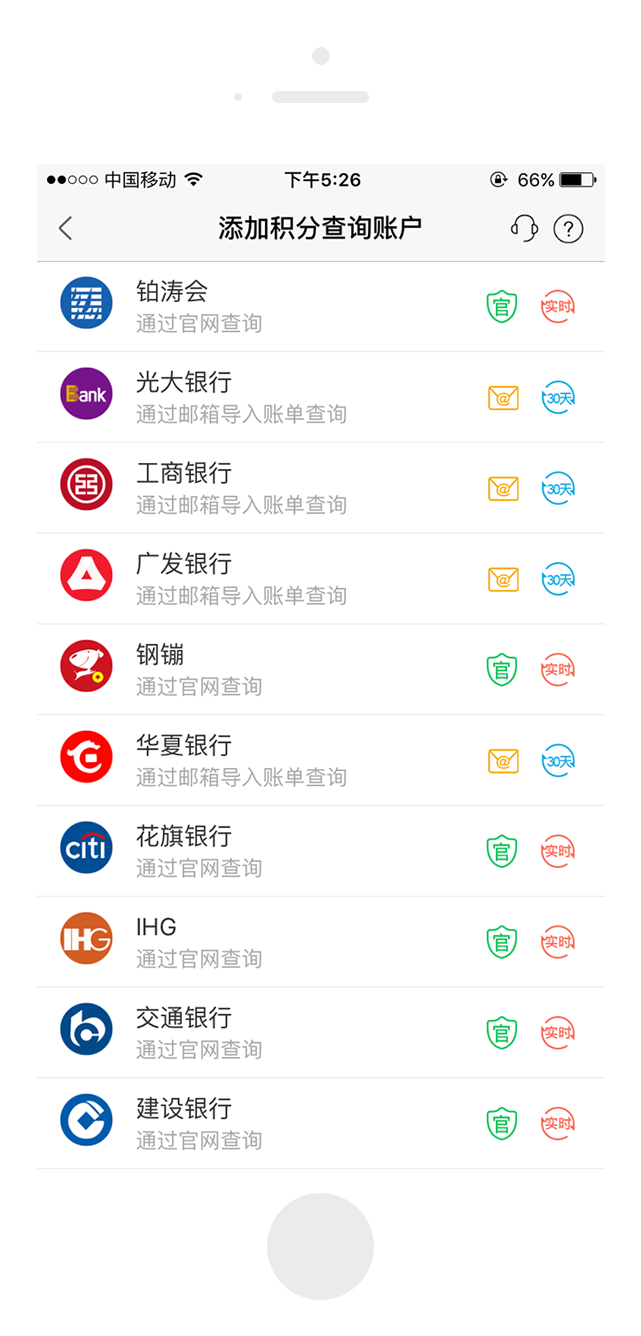 中国移动 下午5:26 66%
添加积分查询账户 ?
铂涛会
通过官网查询 官 实时
Bank 光大银行
通过邮箱导入账单查询 @ 30天
工商银行
通过邮箱导入账单查询 @ 30天
广发银行
通过邮箱导入账单查询 @ 30天
钢镚
通过官网查询 官 实时
华夏银行
通过邮箱导入账单查询 @ 30天
citi 花旗银行
通过官网查询 官 实时
IHG IHG
通过官网查询 官 实时
交通银行
通过官网查询 官 实时
建设银行
通过官网查询 官 实时